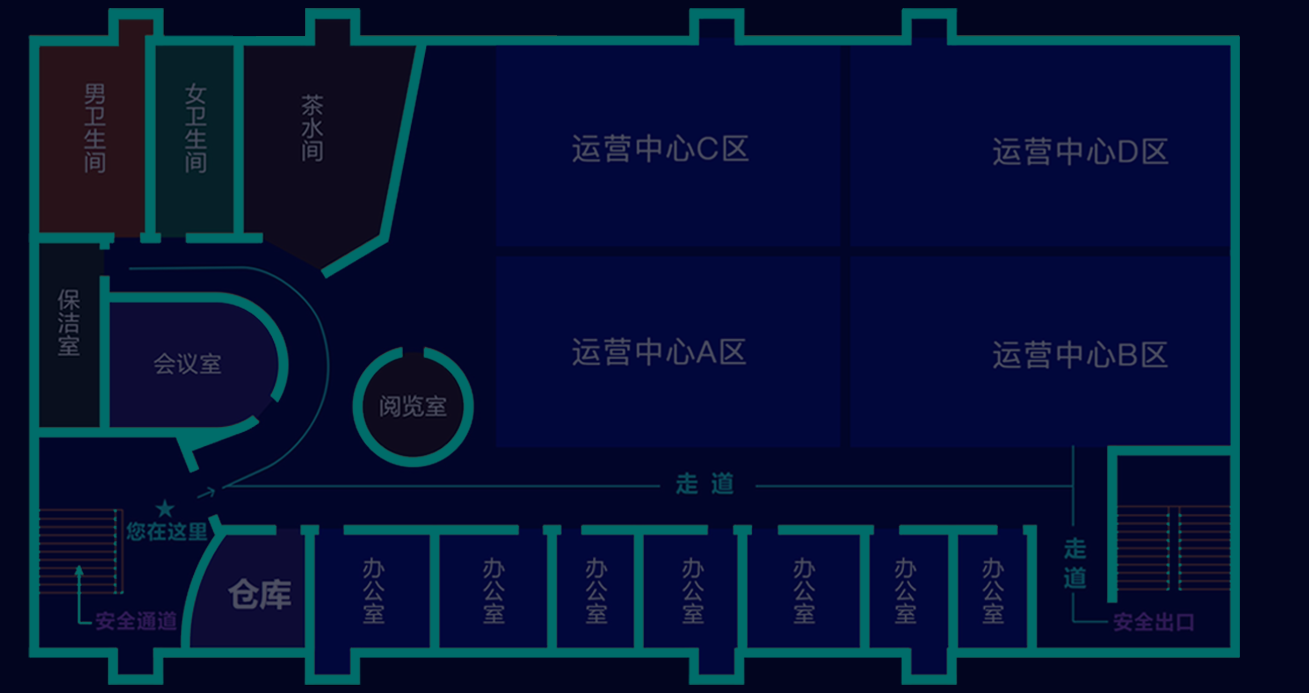 男卫生间
女卫生间
茶水间
运营中心C区
运营中心D区
保洁室
会议室
阅览室
运营中心A区
运营中心B区
走道
您在这里
走道
仓库
办公室
办公室
办公室
办公室
办公室
办公室
办公室
安全通道
安全出口